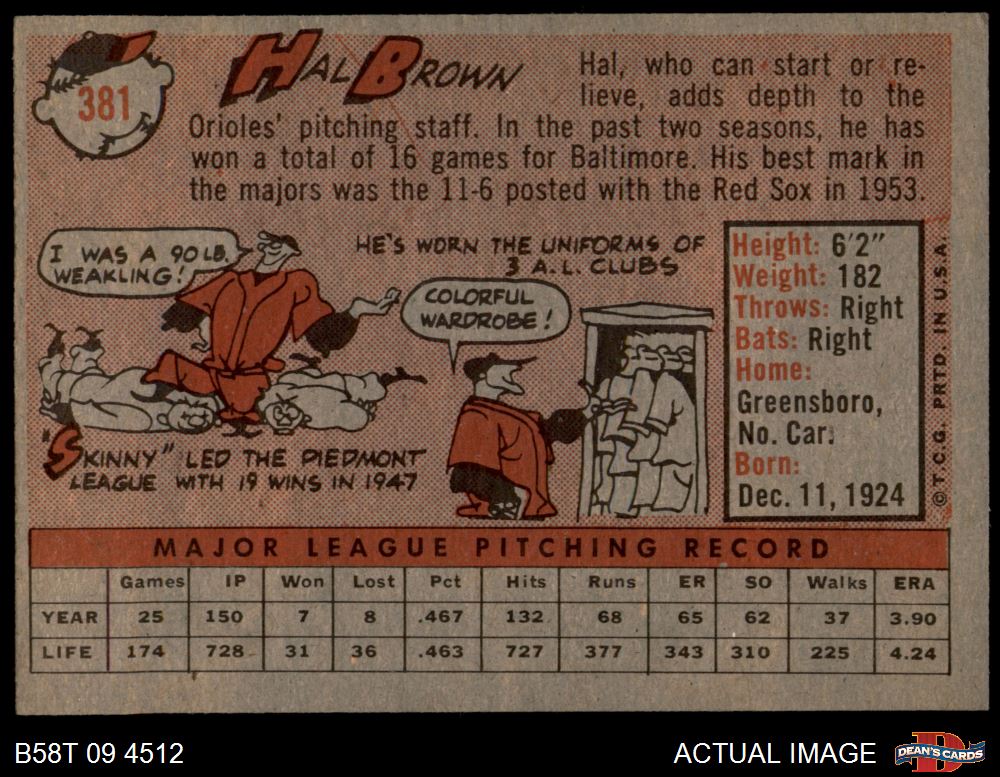 381
HAL BROWN
Hal, who can start or re-
lieve, adds depth to the
Orioles' pitching staff. In the past two seasons, he has
won a total of 16 games for Baltimore. His best mark in
the majors was the 11-6 posted with the Red Sox in 1953.
I WAS A 90 LB.
WEAKLING!
"SKINNY" LED THE PIEDMONT
LEAGUE WITH 19 WINS IN 1947
HE'S WORN THE UNIFORMS OF
3 A.L. CLUBS
COLORFUL
WARDROBE!
Height: 6'2"
Weight: 182
Throws: Right
Bats: Right
Home:
Greensboro,
No. Car.
Born:
Dec. 11, 1924
© T.C.G. PRTD. IN U.S.A.
MAJOR LEAGUE PITCHING RECORD
Games IP Won Lost Pct Hits Runs ER SO Walks ERA
YEAR 25 150 7 8 .467 132 68 65 62 37 3.90
LIFE 174 728 31 36 .463 727 377 343 310 225 4.24
B58T 09 4512
ACTUAL IMAGE
DEAN'S CARDS